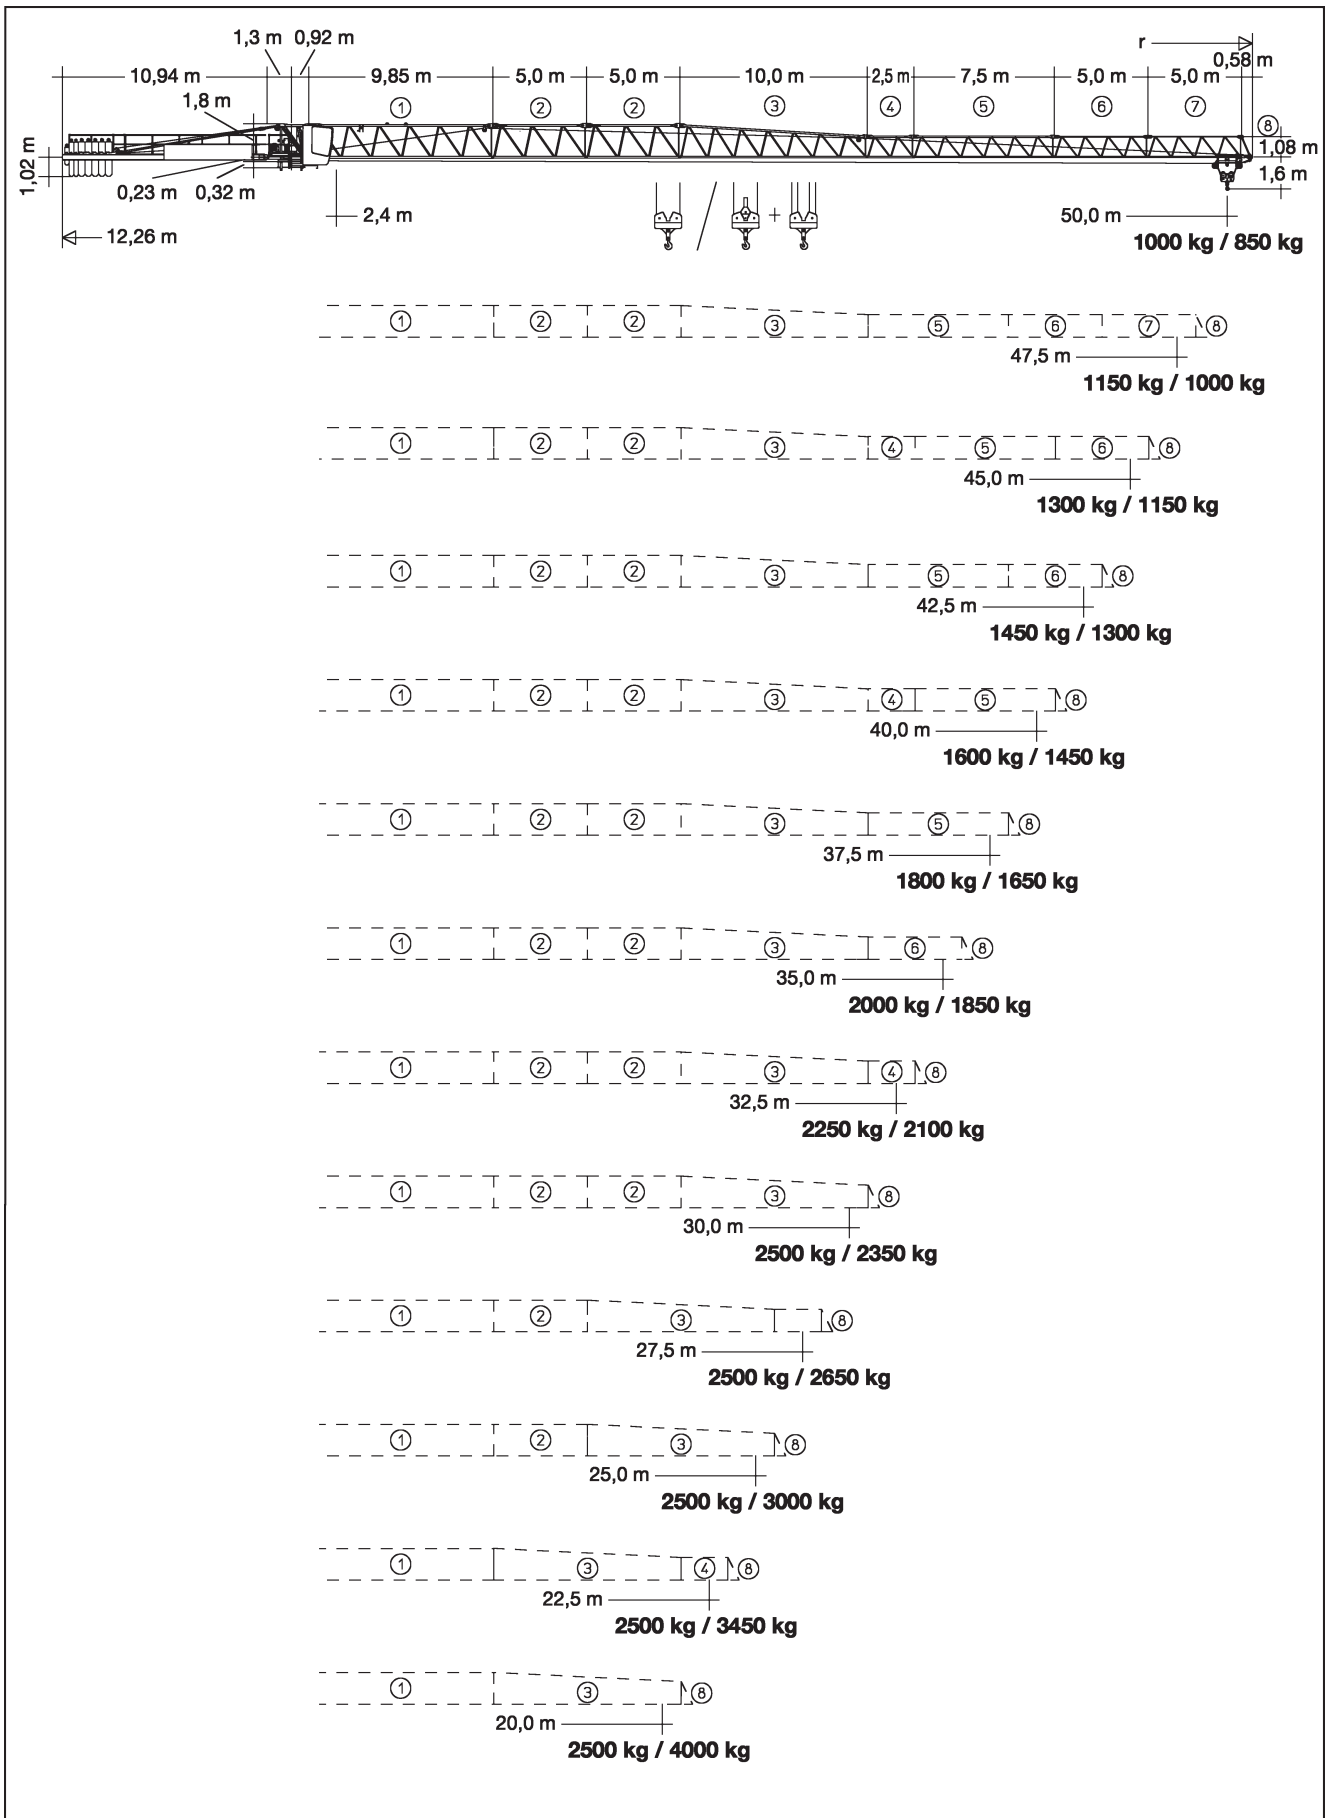 1,3 m 0,92 m
r
0,58 m
10,94 m 9,85 m 5,0 m 5,0 m 10,0 m 2,5 m 7,5 m 5,0 m 5,0 m
1,8 m
1 2 2 3 4 5 6 7
8
1,08 m
1,02 m
1,6 m
0,23 m 0,32 m
2,4 m
+
50,0 m
12,26 m
1000 kg / 850 kg
1 2 2 3 5 6 7 8
47,5 m
1150 kg / 1000 kg
1 2 2 3 4 5 6 8
45,0 m
1300 kg / 1150 kg
1 2 2 3 5 6 8
42,5 m
1450 kg / 1300 kg
1 2 2 3 4 5 8
40,0 m
1600 kg / 1450 kg
1 2 2 3 5 8
37,5 m
1800 kg / 1650 kg
1 2 2 3 6 8
35,0 m
2000 kg / 1850 kg
1 2 2 3 4 8
32,5 m
2250 kg / 2100 kg
1 2 2 3 8
30,0 m
2500 kg / 2350 kg
1 2 3 8
27,5 m
2500 kg / 2650 kg
1 2 3 8
25,0 m
2500 kg / 3000 kg
1 3 4 8
22,5 m
2500 kg / 3450 kg
1 3 8
20,0 m
2500 kg / 4000 kg